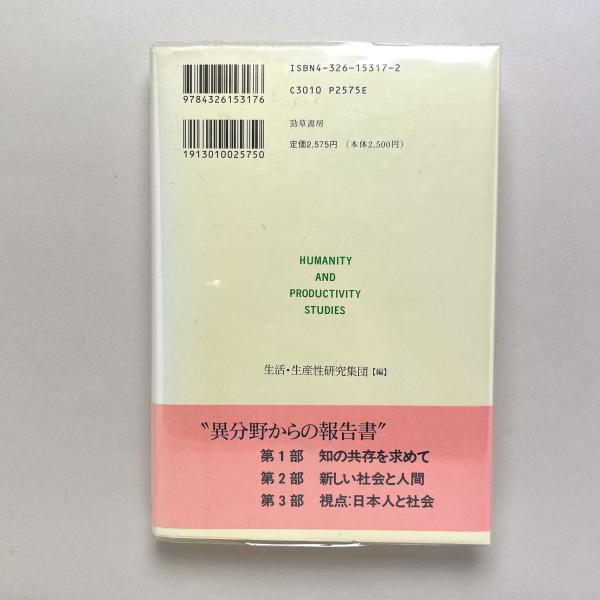 ISBN4-326-15317-2
9784326153176
C3010 P2575E
勁草書房
1913010025750
定価2,575円 (本体2,500円)
HUMANITY
AND
PRODUCTIVITY
STUDIES
生活・生産性研究集団【編】
〝異分野からの報告書〟
第1部 知の共存を求めて
第2部 新しい社会と人間
第3部 視点:日本人と社会